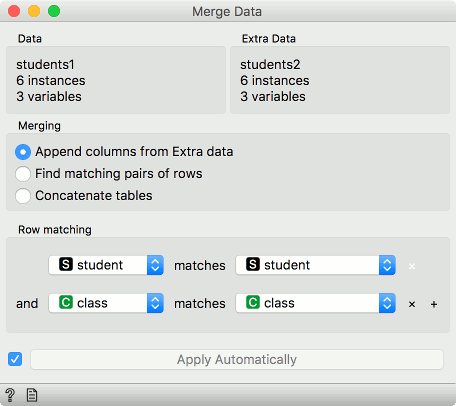 Merge Data
Data
students1
6 instances
3 variables
Extra Data
students2
6 instances
3 variables
Merging
Append columns from Extra data
Find matching pairs of rows
Concatenate tables
Row matching
S student matches S student ×
and C class matches C class × +
Apply Automatically
?